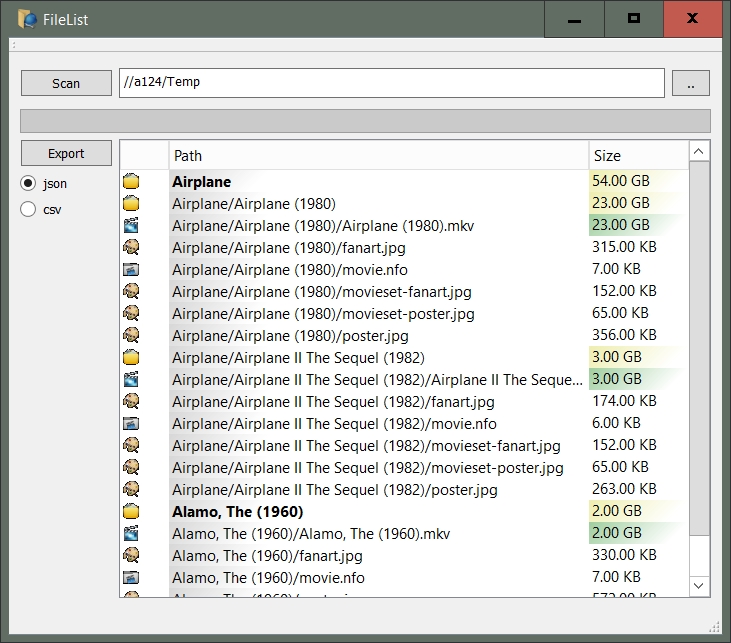 FileList
Scan //a124/Temp ..
Export
json
csv
Path Size
Airplane 54.00 GB
Airplane/Airplane (1980) 23.00 GB
Airplane/Airplane (1980)/Airplane (1980).mkv 23.00 GB
Airplane/Airplane (1980)/fanart.jpg 315.00 KB
Airplane/Airplane (1980)/movie.nfo 7.00 KB
Airplane/Airplane (1980)/movieset-fanart.jpg 152.00 KB
Airplane/Airplane (1980)/movieset-poster.jpg 65.00 KB
Airplane/Airplane (1980)/poster.jpg 356.00 KB
Airplane/Airplane II The Sequel (1982) 3.00 GB
Airplane/Airplane II The Sequel (1982)/Airplane II The Seque... 3.00 GB
Airplane/Airplane II The Sequel (1982)/fanart.jpg 174.00 KB
Airplane/Airplane II The Sequel (1982)/movie.nfo 6.00 KB
Airplane/Airplane II The Sequel (1982)/movieset-fanart.jpg 152.00 KB
Airplane/Airplane II The Sequel (1982)/movieset-poster.jpg 65.00 KB
Airplane/Airplane II The Sequel (1982)/poster.jpg 263.00 KB
Alamo, The (1960) 2.00 GB
Alamo, The (1960)/Alamo, The (1960).mkv 2.00 GB
Alamo, The (1960)/fanart.jpg 330.00 KB
Alamo, The (1960)/movie.nfo 7.00 KB